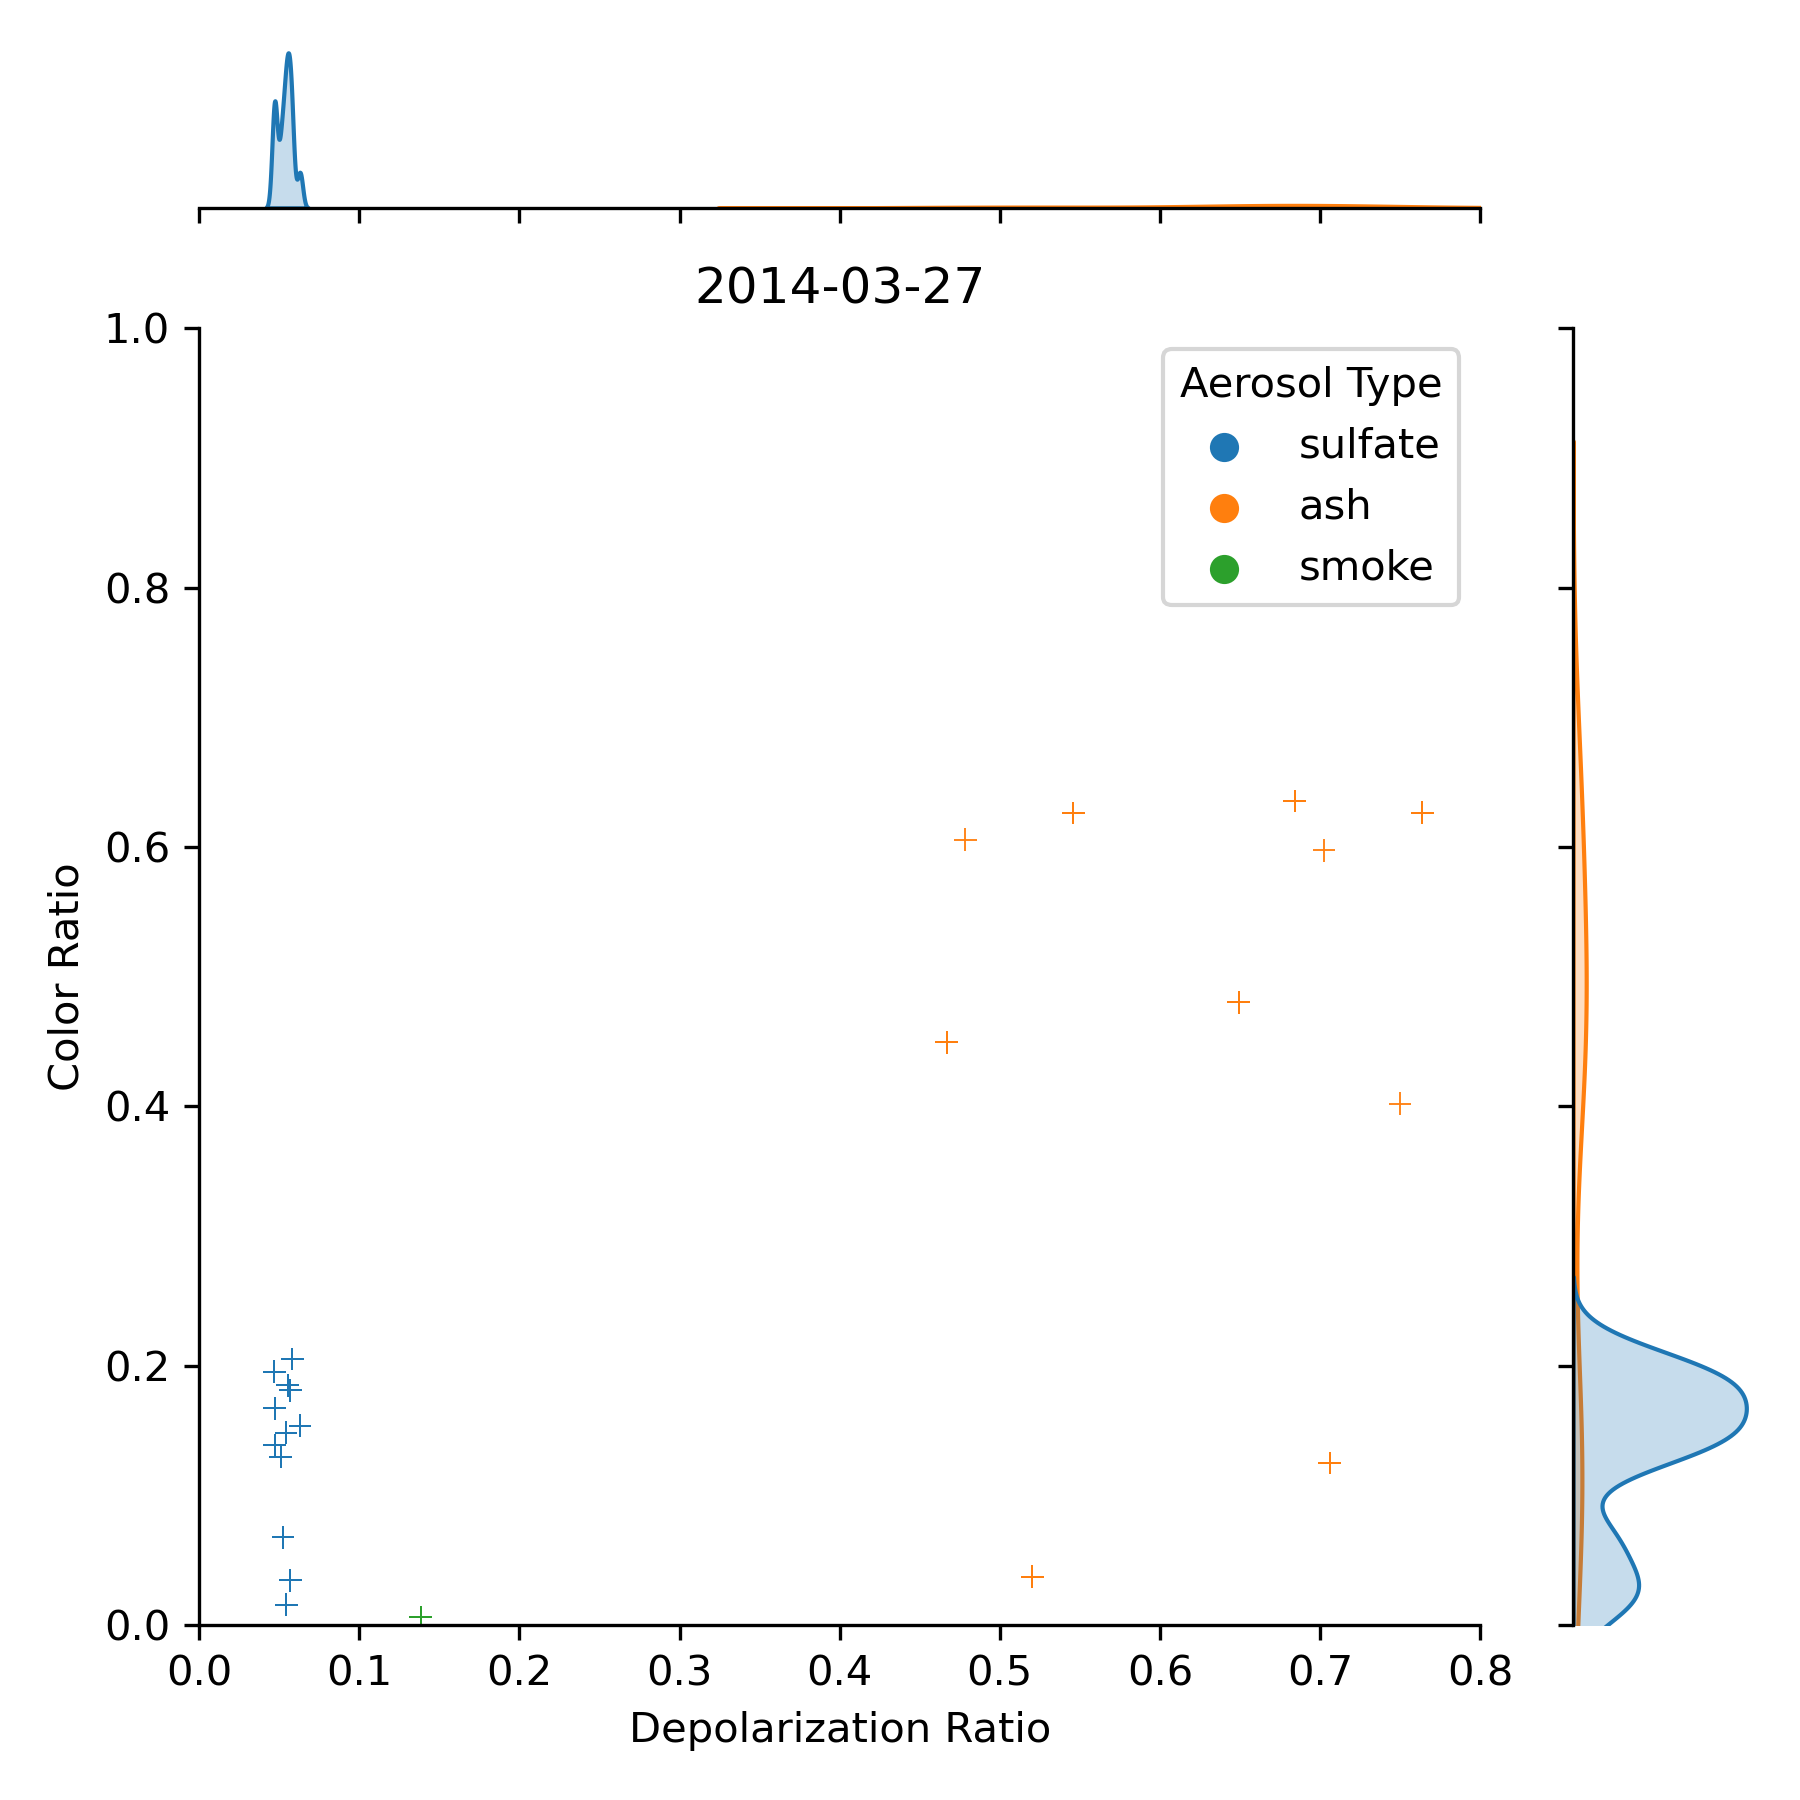 2014-03-27
1.0
Aerosol Type
sulfate
ash
smoke
0.8
0.6
Color Ratio
0.4
0.2
0.0
0.0 0.1 0.2 0.3 0.4 0.5 0.6 0.7 0.8
Depolarization Ratio